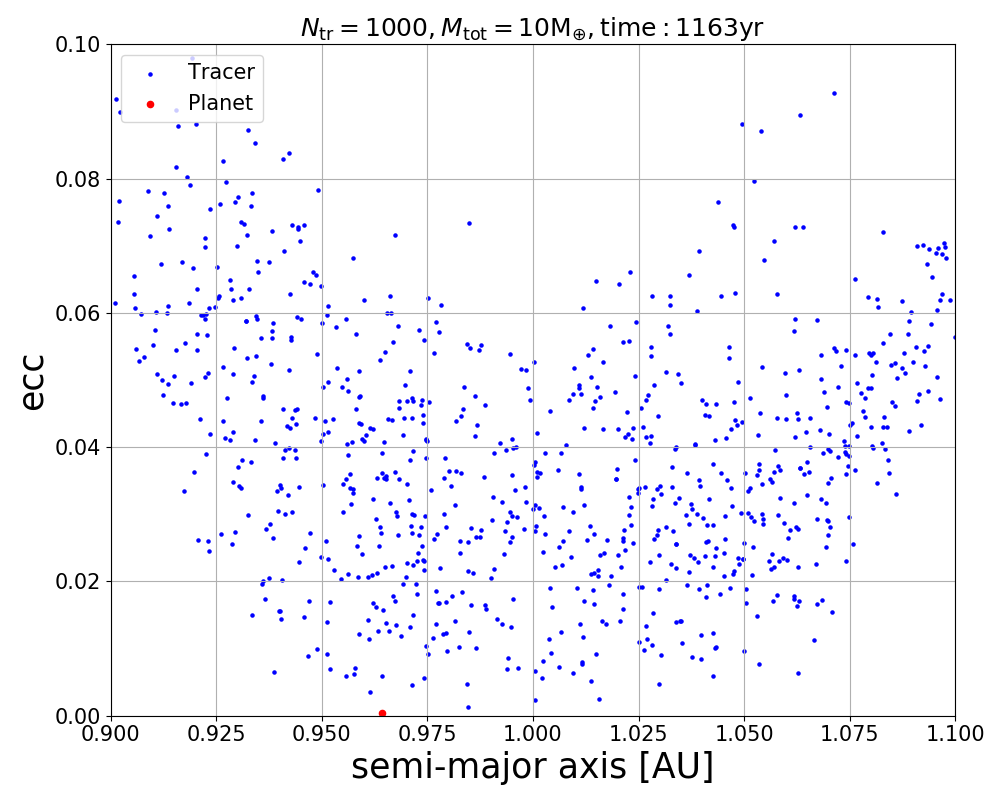 N_tr = 1000, M_tot = 10M_⊕, time : 1163yr
Tracer
Planet
ecc
0.10
0.08
0.06
0.04
0.02
0.00
0.900 0.925 0.950 0.975 1.000 1.025 1.050 1.075 1.100
semi-major axis [AU]